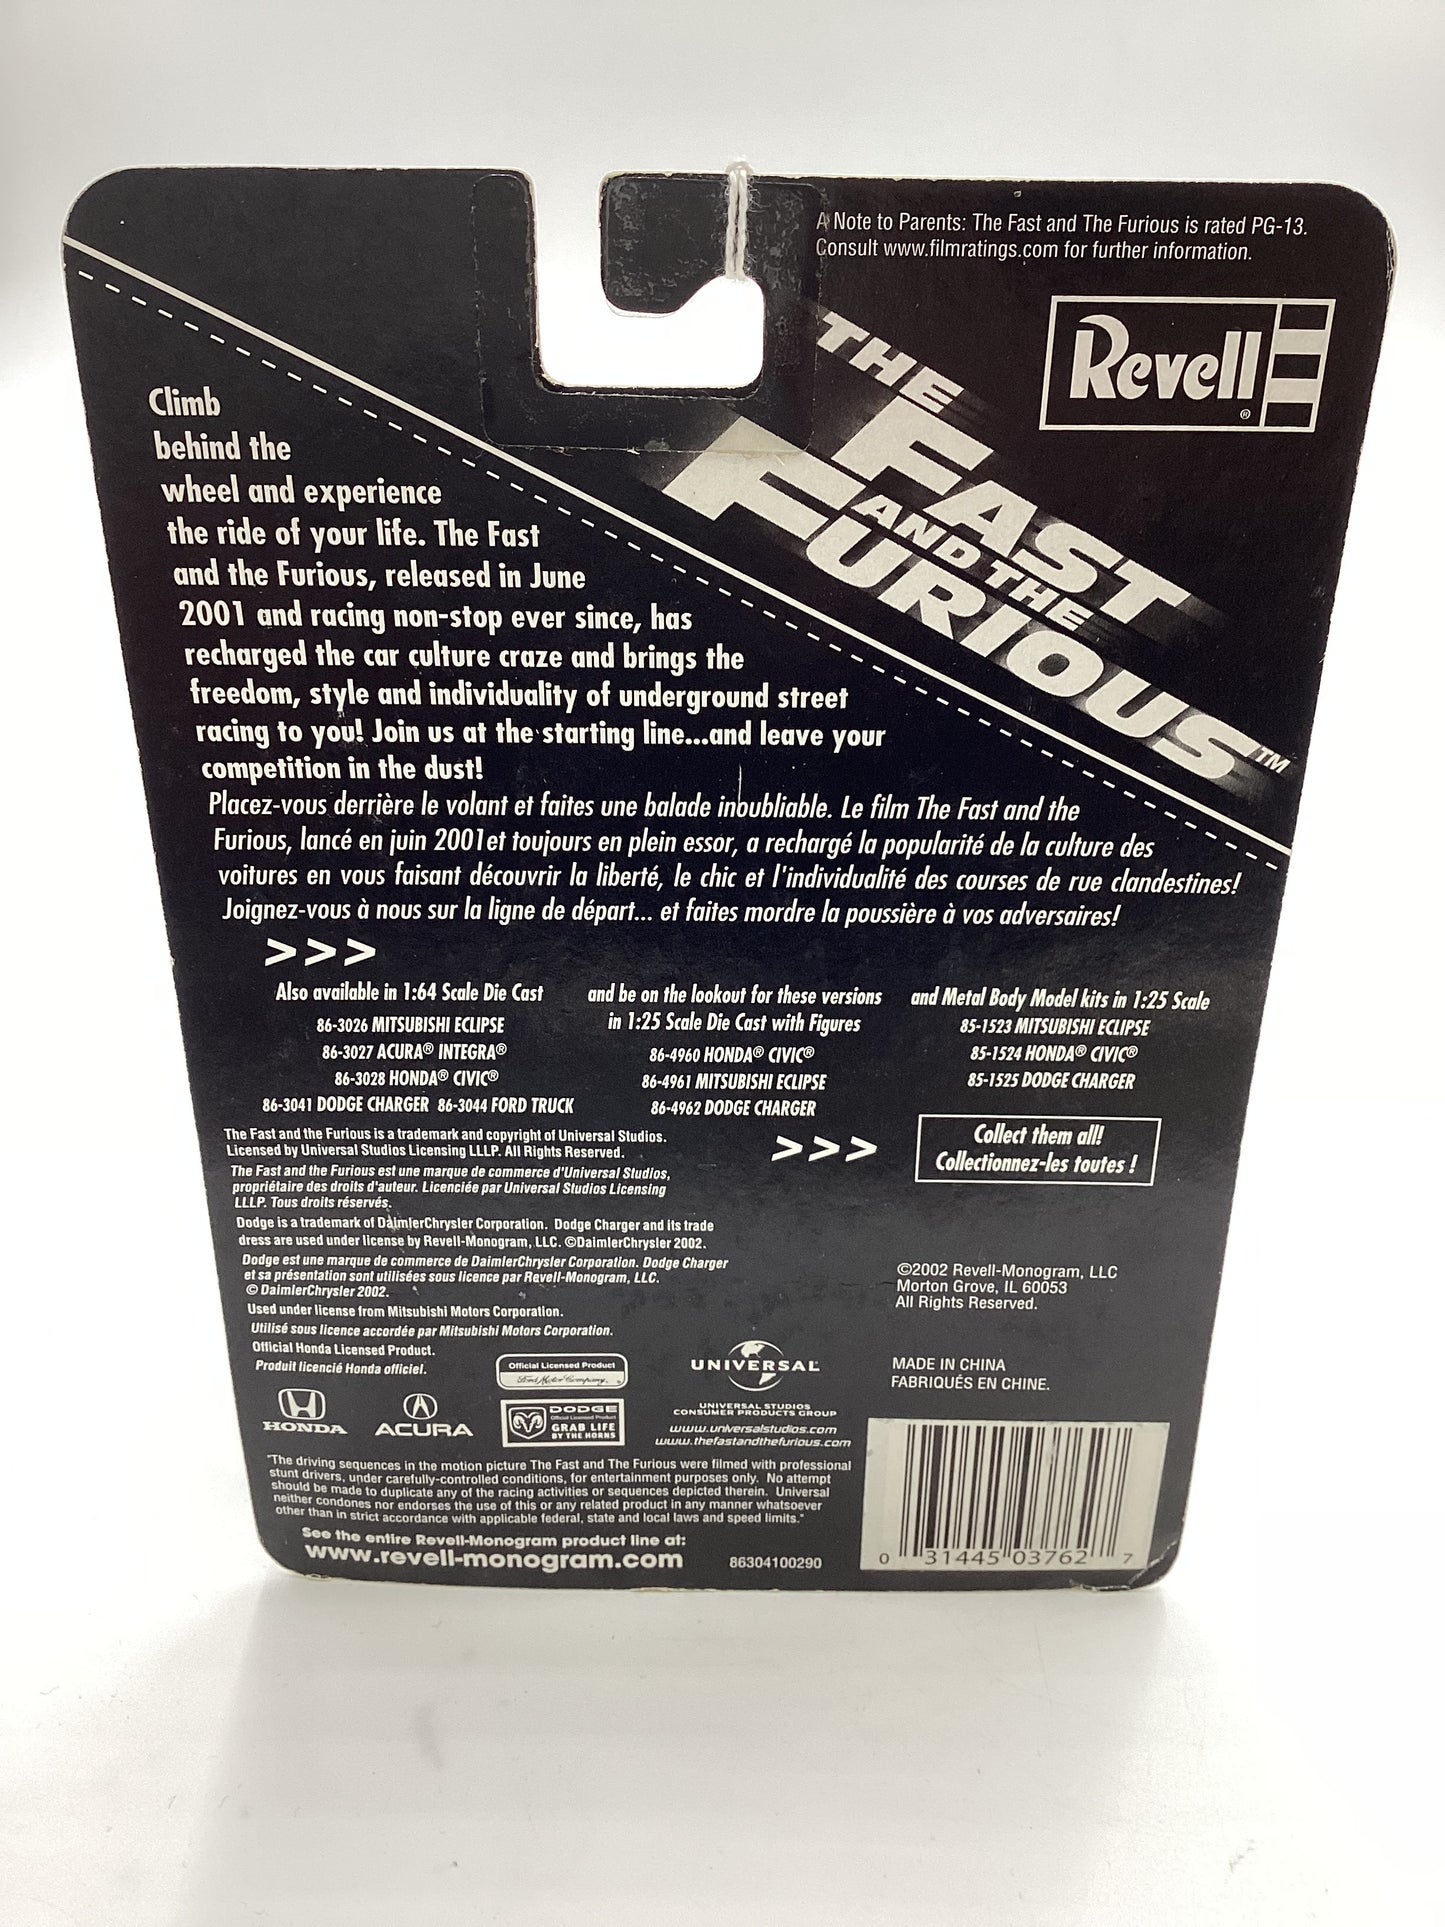 A Note to Parents: The Fast and The Furious is rated PG-13.
Consult www.filmratings.com for further information.
Revell®
THE
FAST
AND THE
FURIOUS™
Climb
behind the
wheel and experience
the ride of your life. The Fast
and the Furious, released in June
2001 and racing non-stop ever since, has
recharged the car culture craze and brings the
freedom, style and individuality of underground street
racing to you! Join us at the starting line...and leave your
competition in the dust!
Placez-vous derrière le volant et faites une balade inoubliable. Le film The Fast and the
Furious, lancé en juin 2001et toujours en plein essor, a rechargé la popularité de la culture des
voitures en vous faisant découvrir la liberté, le chic et l'individualité des courses de rue clandestines!
Joignez-vous à nous sur la ligne de départ... et faites mordre la poussière à vos adversaires!
>>>
Also available in 1:64 Scale Die Cast
86-3026 MITSUBISHI ECLIPSE
86-3027 ACURA® INTEGRA®
86-3028 HONDA® CIVIC®
86-3041 DODGE CHARGER 86-3044 FORD TRUCK
and be on the lookout for these versions
in 1:25 Scale Die Cast with Figures
86-4960 HONDA® CIVIC®
86-4961 MITSUBISHI ECLIPSE
86-4962 DODGE CHARGER
and Metal Body Model kits in 1:25 Scale
85-1523 MITSUBISHI ECLIPSE
85-1524 HONDA® CIVIC®
85-1525 DODGE CHARGER
>>>
Collect them all!
Collectionnez-les toutes !
The Fast and the Furious is a trademark and copyright of Universal Studios.
Licensed by Universal Studios Licensing LLLP. All Rights Reserved.
The Fast and the Furious est une marque de commerce d'Universal Studios,
propriétaire des droits d'auteur. Licenciée par Universal Studios Licensing
LLLP. Tous droits réservés.
Dodge is a trademark of DaimlerChrysler Corporation. Dodge Charger and its trade
dress are used under license by Revell-Monogram, LLC. ©DaimlerChrysler 2002.
Dodge est une marque de commerce de DaimlerChrysler Corporation. Dodge Charger
et sa présentation sont utilisées sous licence par Revell-Monogram, LLC.
© DaimlerChrysler 2002.
Used under license from Mitsubishi Motors Corporation.
Utilisé sous licence accordée par Mitsubishi Motors Corporation.
Official Honda Licensed Product.
Produit licencié Honda officiel.
©2002 Revell-Monogram, LLC
Morton Grove, IL 60053
All Rights Reserved.
MADE IN CHINA
FABRIQUÉS EN CHINE.
HONDA
ACURA
Official Licensed Product
Ford Motor Company
DODGE
Official Licensed Product
GRAB LIFE
BY THE HORNS
UNIVERSAL
UNIVERSAL STUDIOS
CONSUMER PRODUCTS GROUP
www.universalstudios.com
www.thefastandthefurious.com
"The driving sequences in the motion picture The Fast and The Furious were filmed with professional
stunt drivers, under carefully-controlled conditions, for entertainment purposes only. No attempt
should be made to duplicate any of the racing activities or sequences depicted therein. Universal
neither condones nor endorses the use of this or any related product in any manner whatsoever
other than in strict accordance with applicable federal, state and local laws and speed limits."
See the entire Revell-Monogram product line at:
www.revell-monogram.com
86304100290
0 31445 03762 7